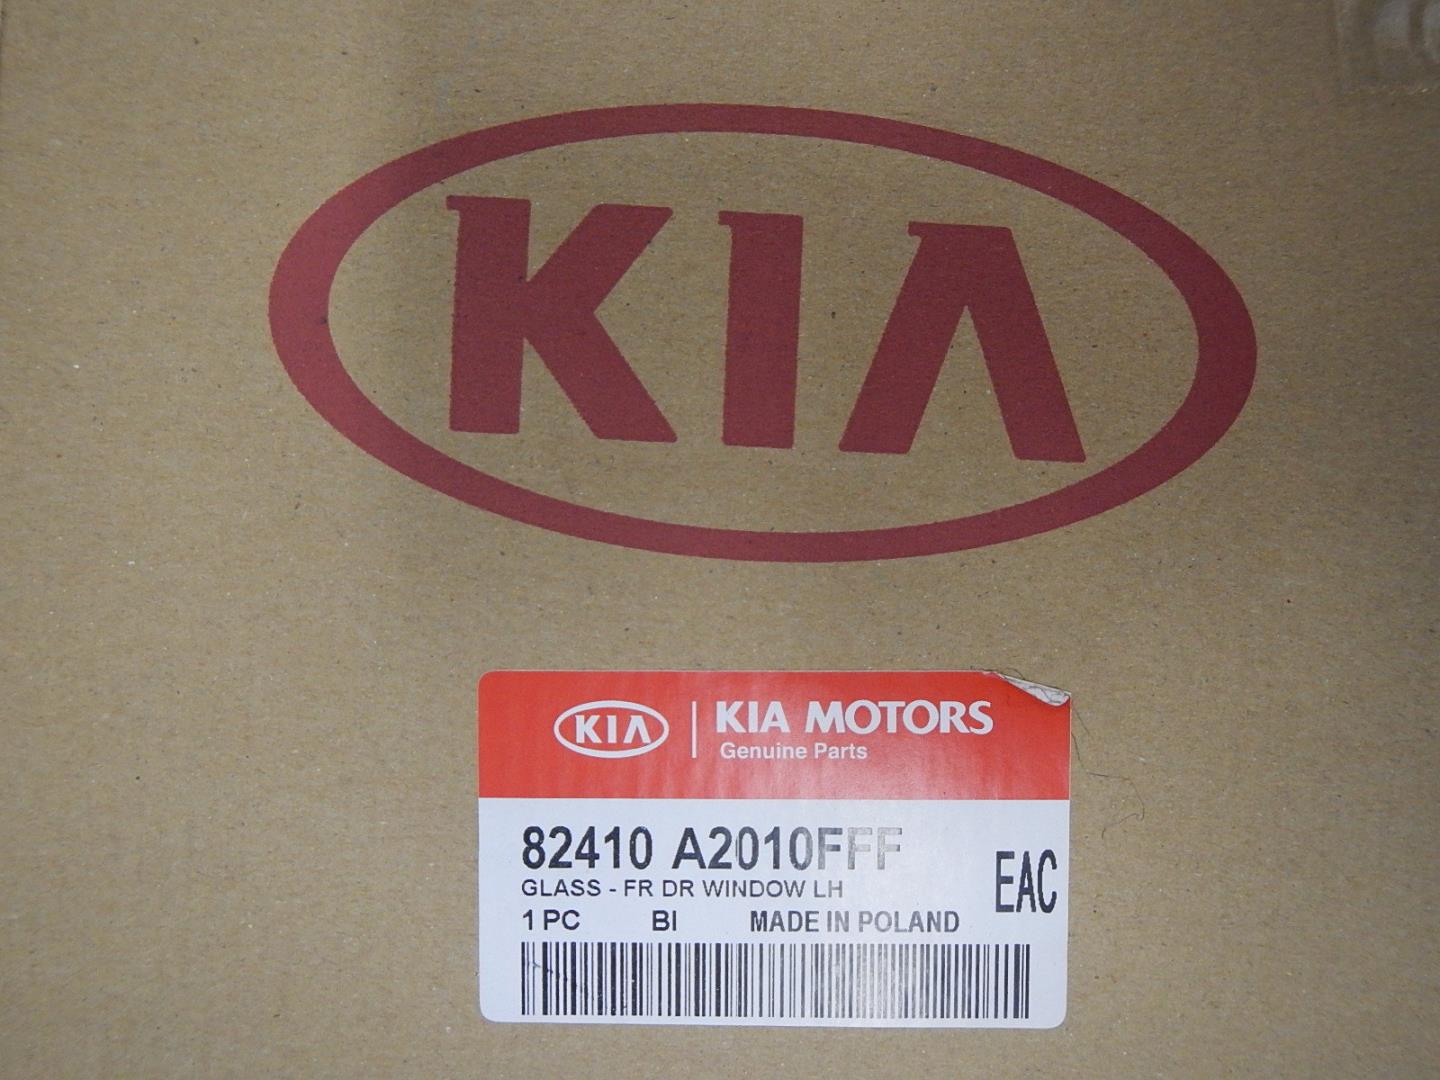 KIA
KIA
KIA MOTORS
Genuine Parts
82410 A2010FFF
GLASS - FR DR WINDOW LH
EAC
1 PC BI MADE IN POLAND